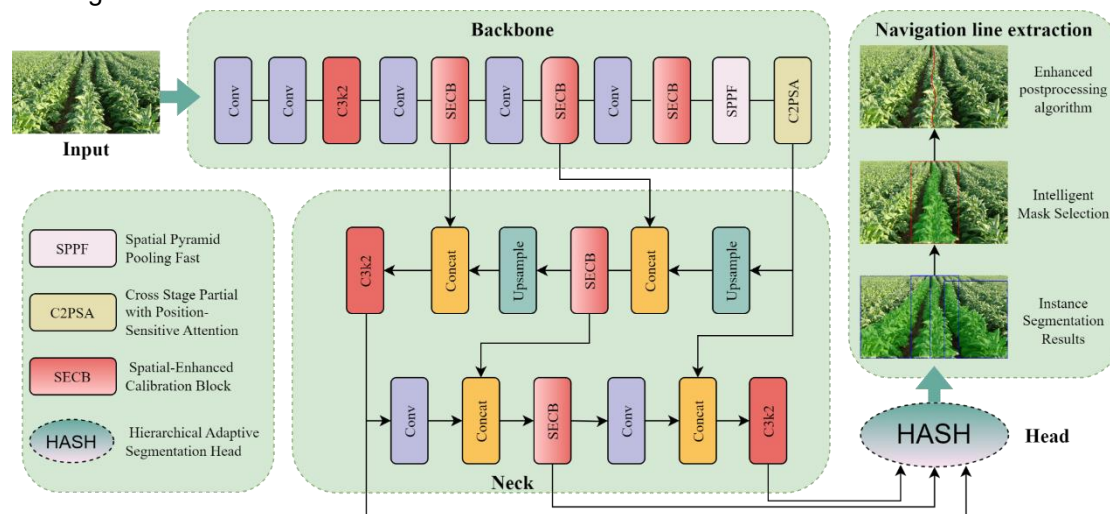 Backbone
Conv
Conv
C3k2
Conv
SECB
Conv
SECB
Conv
SECB
SPPF
C2PSA
Input
SPPF
Spatial Pyramid
Pooling Fast
C2PSA
Cross Stage Partial
with Position-
Sensitive Attention
SECB
Spatial-Enhanced
Calibration Block
HASH
Hierarchical Adaptive
Segmentation Head
C3k2
Concat
Upsample
SECB
Concat
Upsample
Conv
Concat
SECB
Conv
Concat
C3k2
Neck
Navigation line extraction
Enhanced
postprocessing
algorithm
Intelligent
Mask Selection
Instance
Segmentation
Results
HASH
Head